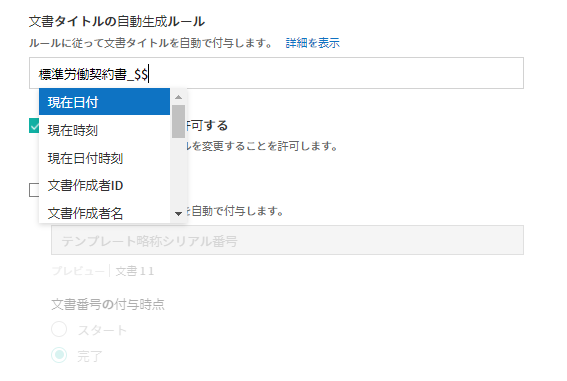 文書タイトルの自動生成ルール
ルールに従って文書タイトルを自動で付与します。 詳細を表示
標準労働契約書_$$
現在日付
許可する
現在時刻
ルを変更することを許可します。
現在日付時刻
文書作成者ID
文書作成者名
を自動で付与します。
テンプレート略称シリアル番号
プレビュー 文書 1 1
文書番号の付与時点
スタート
完了